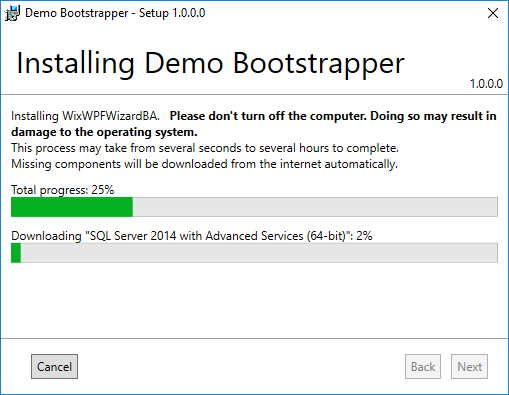 Demo Bootstrapper - Setup 1.0.0.0
Installing Demo Bootstrapper
1.0.0.0
Installing WixWPFWizardBA.   Please don't turn off the computer. Doing so may result in
damage to the operating system.
This process may take from several seconds to several hours to complete.
Missing components will be downloaded from the internet automatically.
Total progress: 25%
Downloading "SQL Server 2014 with Advanced Services (64-bit)": 2%
Cancel
Back
Next